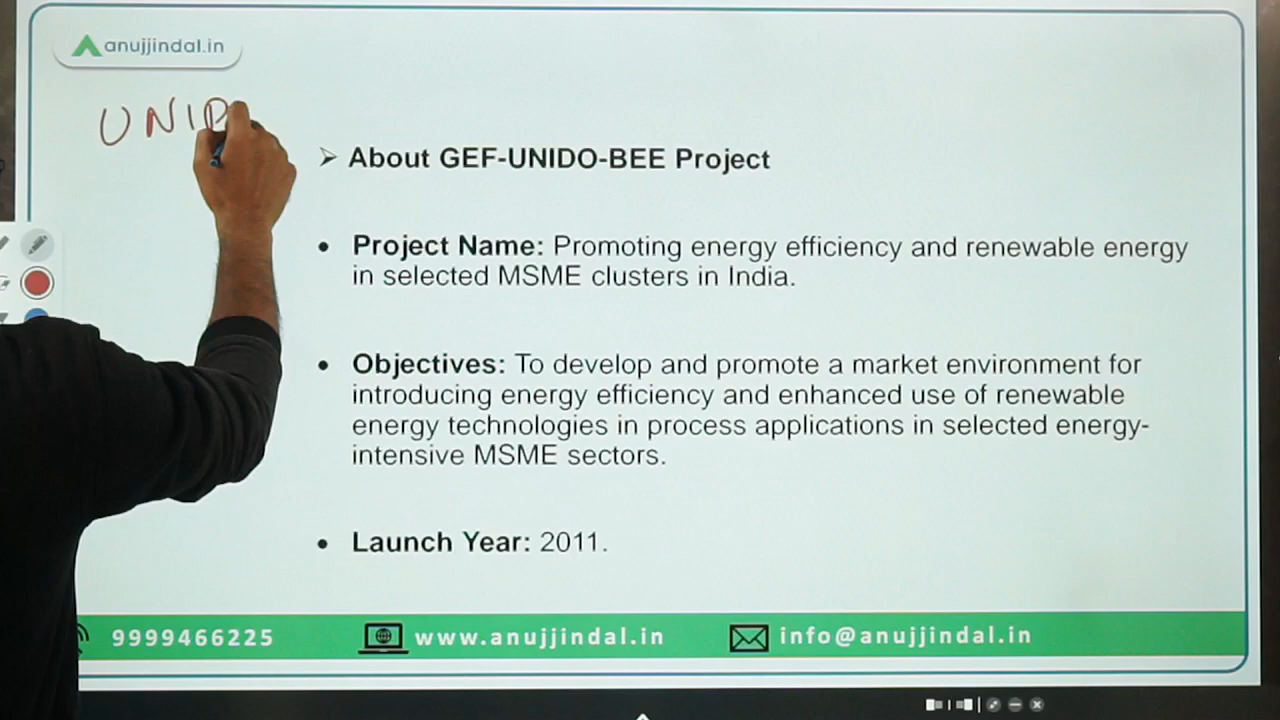 anujjindal.in
UNID
➢ About GEF-UNIDO-BEE Project
• Project Name: Promoting energy efficiency and renewable energy
in selected MSME clusters in India.
• Objectives: To develop and promote a market environment for
introducing energy efficiency and enhanced use of renewable
energy technologies in process applications in selected energy-
intensive MSME sectors.
• Launch Year: 2011.
9999466225 www.anujjindal.in info@anujjindal.in